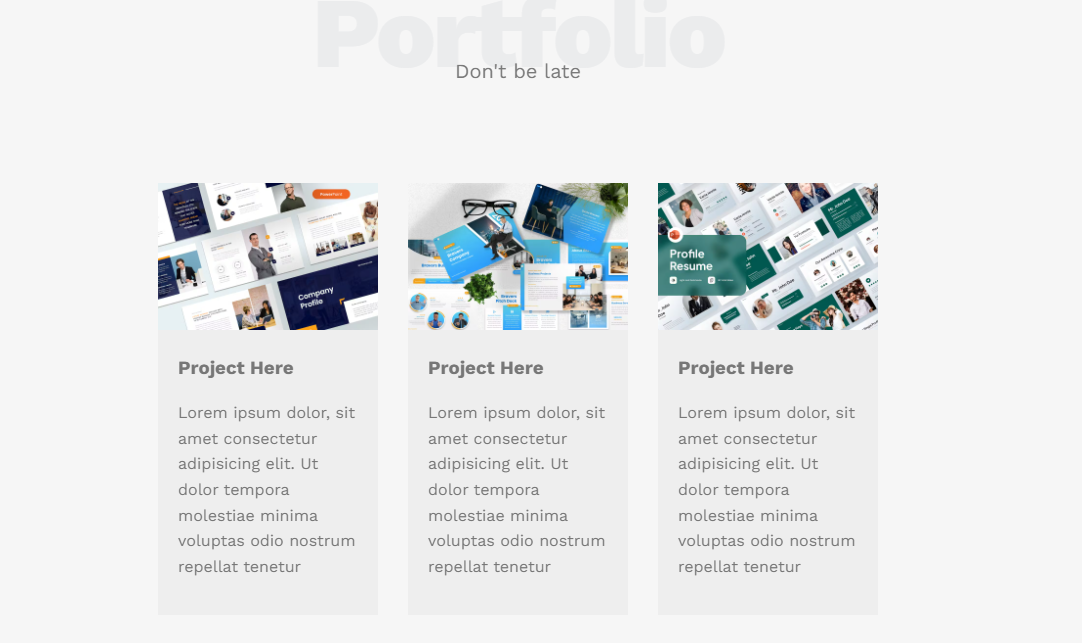 Portfolio
Don't be late
Company
Profile
Profile
Resume
Project Here
Lorem ipsum dolor, sit
amet consectetur
adipisicing elit. Ut
dolor tempora
molestiae minima
voluptas odio nostrum
repellat tenetur
Project Here
Lorem ipsum dolor, sit
amet consectetur
adipisicing elit. Ut
dolor tempora
molestiae minima
voluptas odio nostrum
repellat tenetur
Project Here
Lorem ipsum dolor, sit
amet consectetur
adipisicing elit. Ut
dolor tempora
molestiae minima
voluptas odio nostrum
repellat tenetur